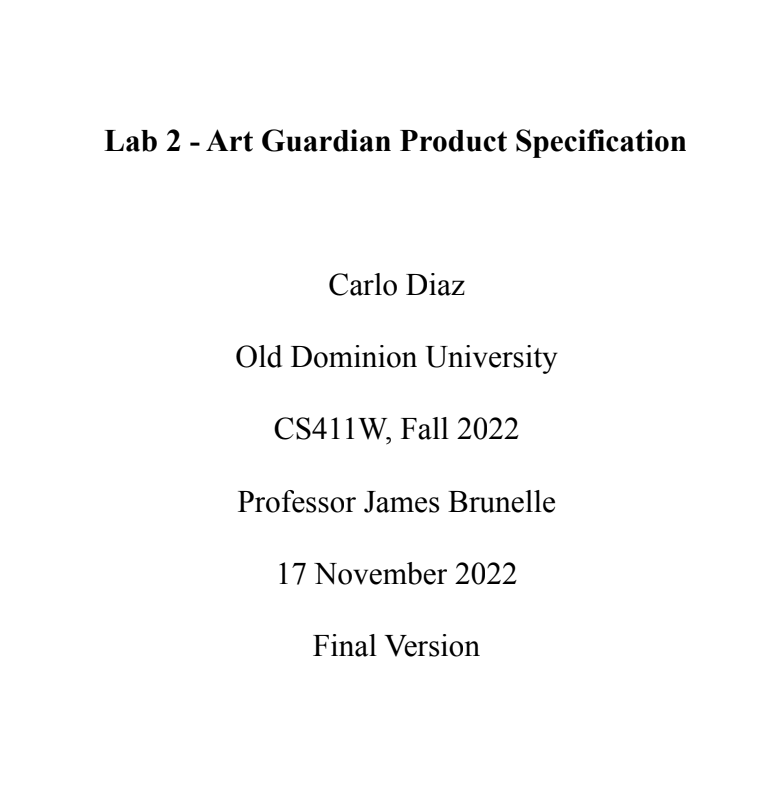 Lab 2 - Art Guardian Product Specification
Carlo Diaz
Old Dominion University
CS411W, Fall 2022
Professor James Brunelle
17 November 2022
Final Version